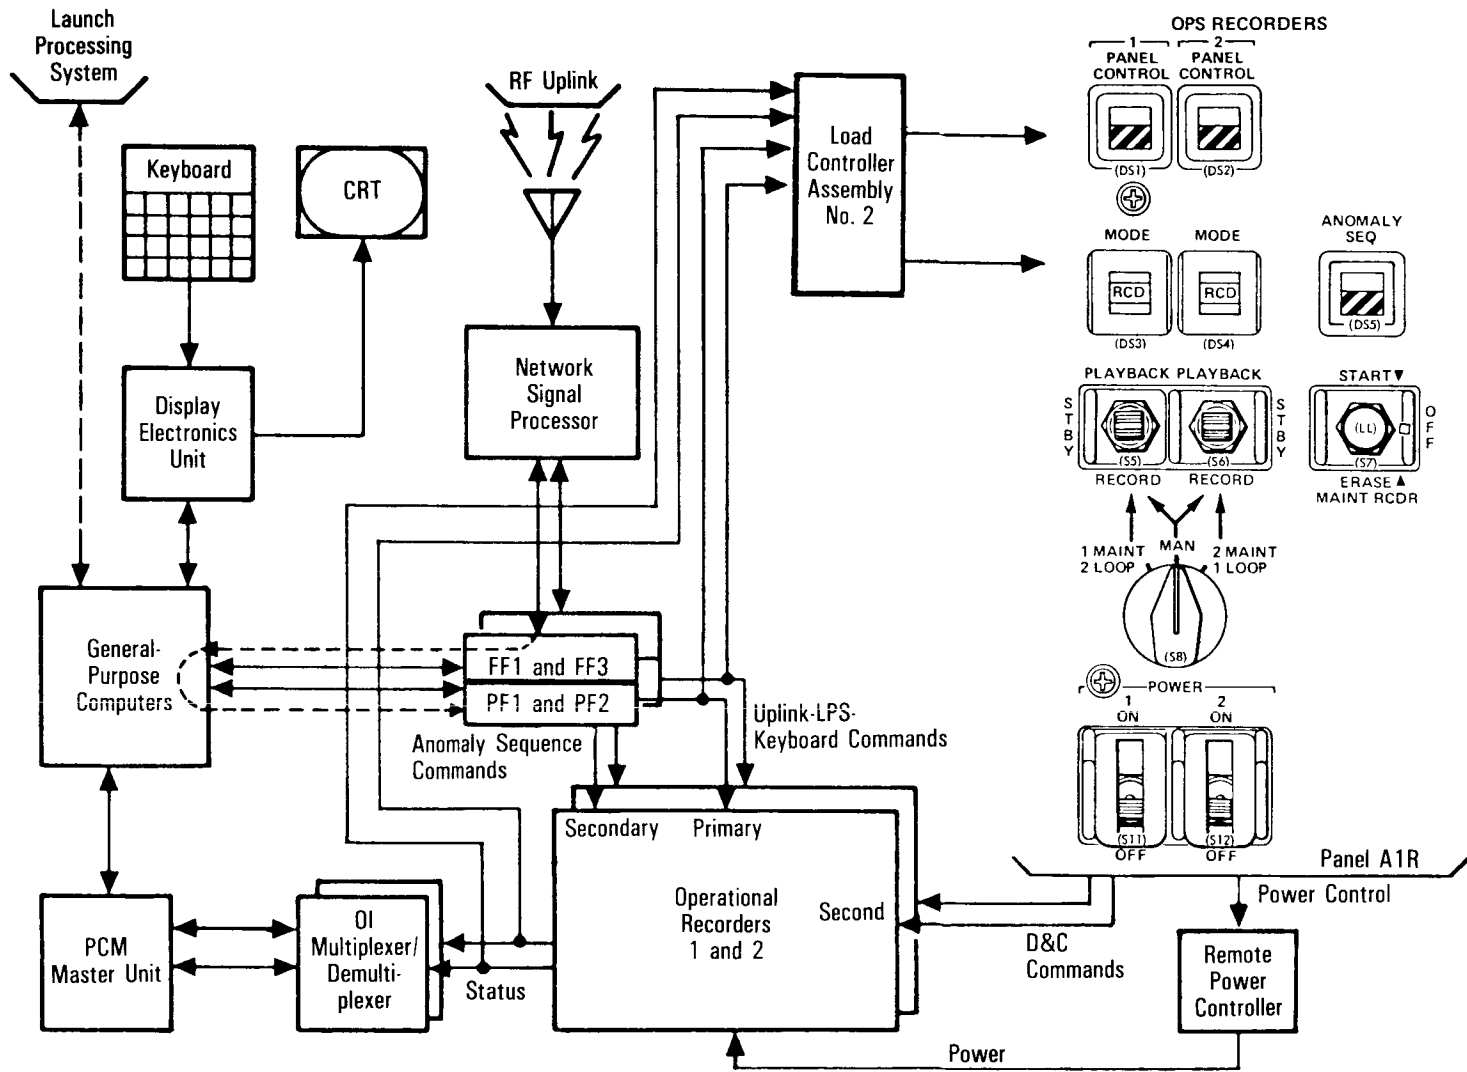 Launch
Processing
System
RF Uplink
Keyboard
CRT
Load
Controller
Assembly
No. 2
Network
Signal
Processor
Display
Electronics
Unit
General-
Purpose
Computers
FF1 and FF3
PF1 and PF2
Anomaly Sequence
Commands
Uplink-LPS-
Keyboard Commands
Secondary
Primary
Operational
Recorders
1 and 2
Second
PCM
Master Unit
OI
Multiplexer/
Demulti-
plexer
Status
D&C
Commands
Power Control
Remote
Power
Controller
Power
OPS RECORDERS
1
2
PANEL
CONTROL
PANEL
CONTROL
(DS1)
(DS2)
MODE
MODE
RCD
RCD
(DS3)
(DS4)
ANOMALY
SEQ
(DS5)
PLAYBACK
PLAYBACK
STBY
STBY
(S5)
(S6)
RECORD
RECORD
START
(LL)
OFF
(S7)
ERASE
MAINT RCDR
1 MAINT
2 LOOP
MAN
2 MAINT
1 LOOP
(S8)
POWER
1
ON
2
ON
(S11)
(S12)
OFF
OFF
Panel A1R